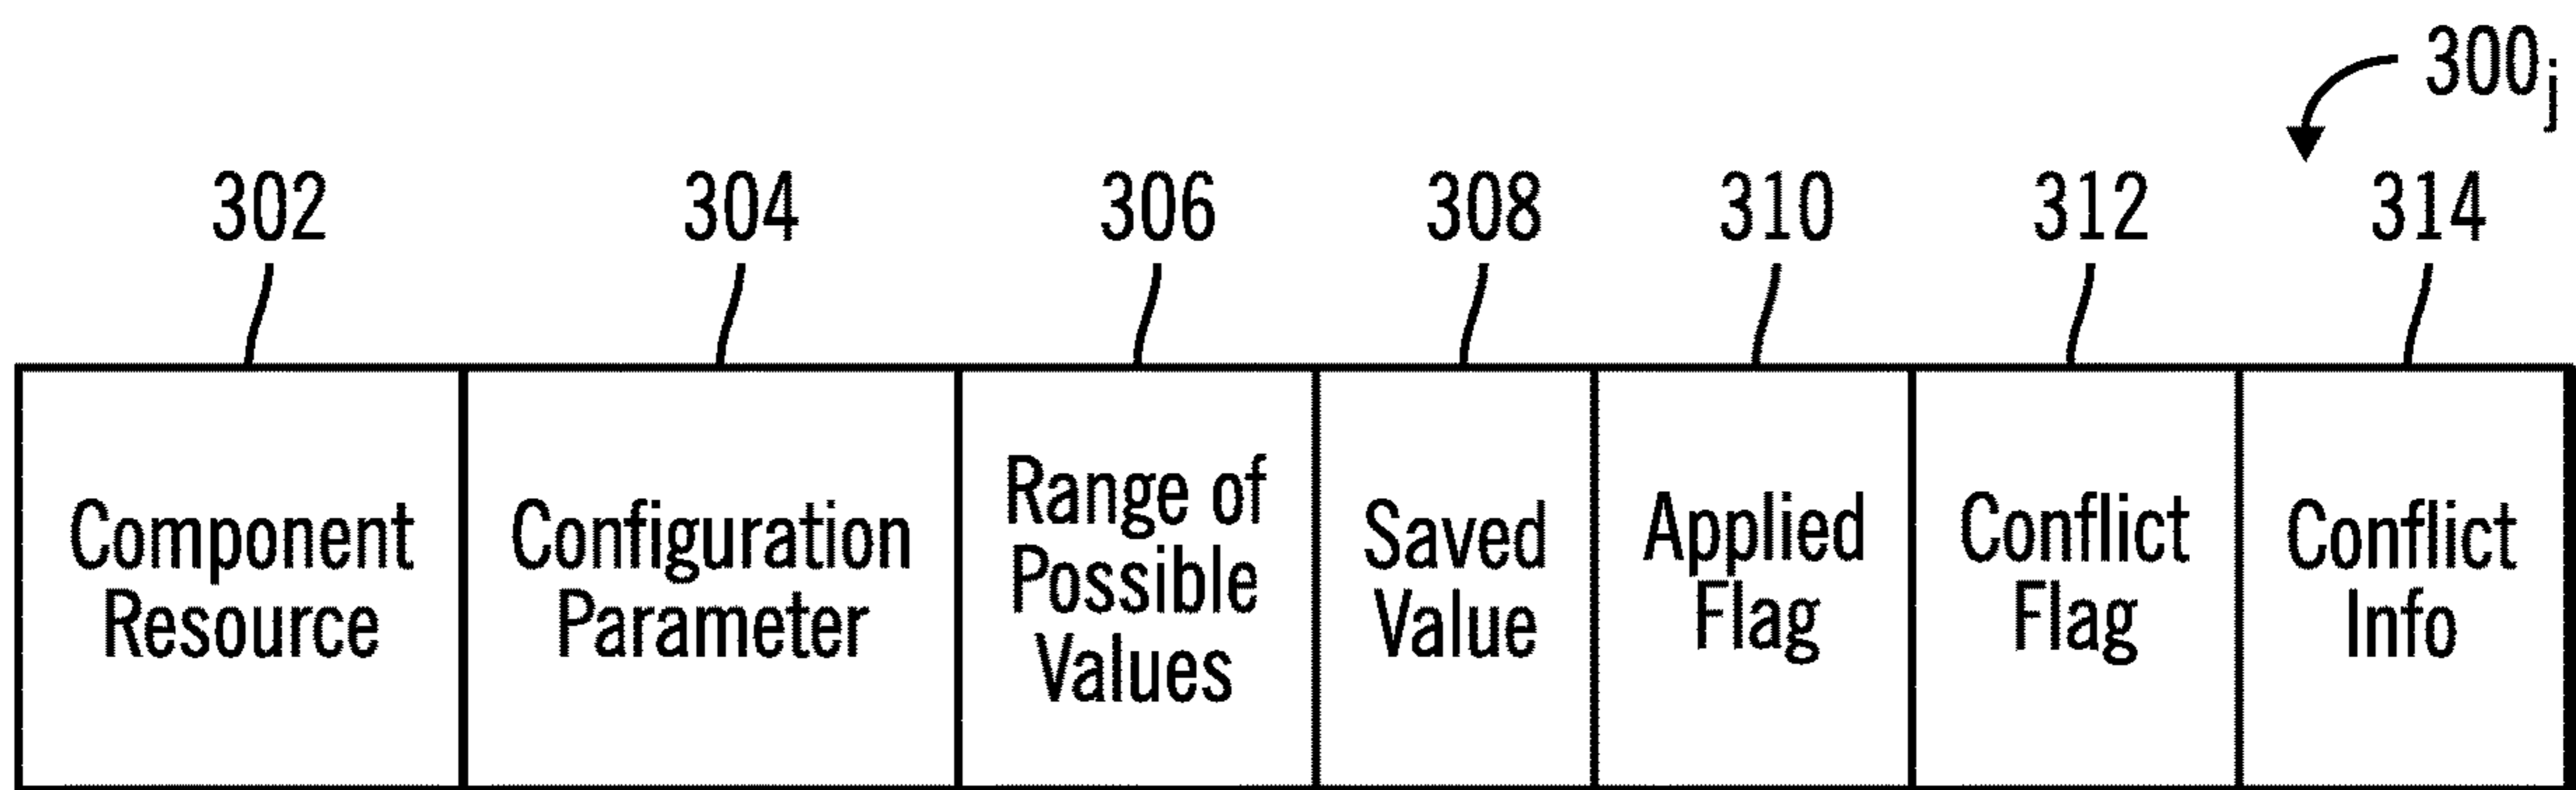 300j
302 304 306 308 310 312 314
Component
Resource
Configuration
Parameter
Range of
Possible
Values
Saved
Value
Applied
Flag
Conflict
Flag
Conflict
Info